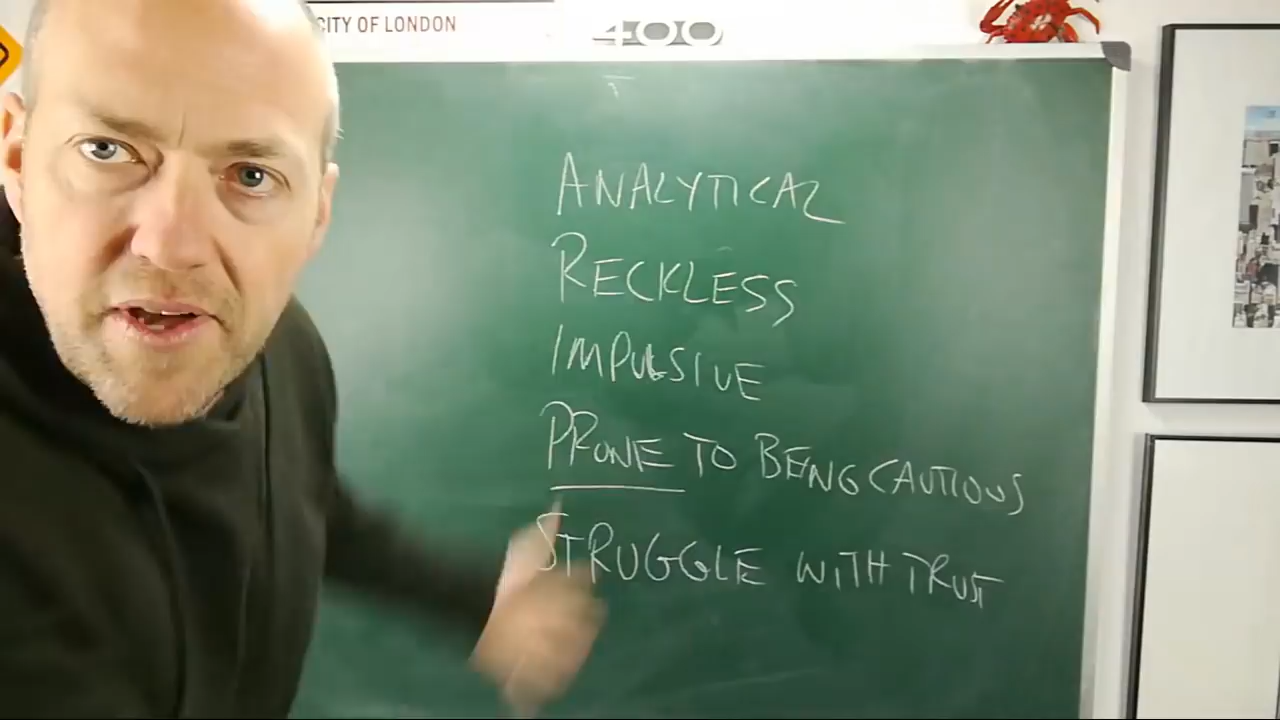 CITY OF LONDON
400
ANALYTICAL
RECKLESS
IMPULSIVE
PRONE TO BEING CAUTIOUS
STRUGGLE WITH TRUST